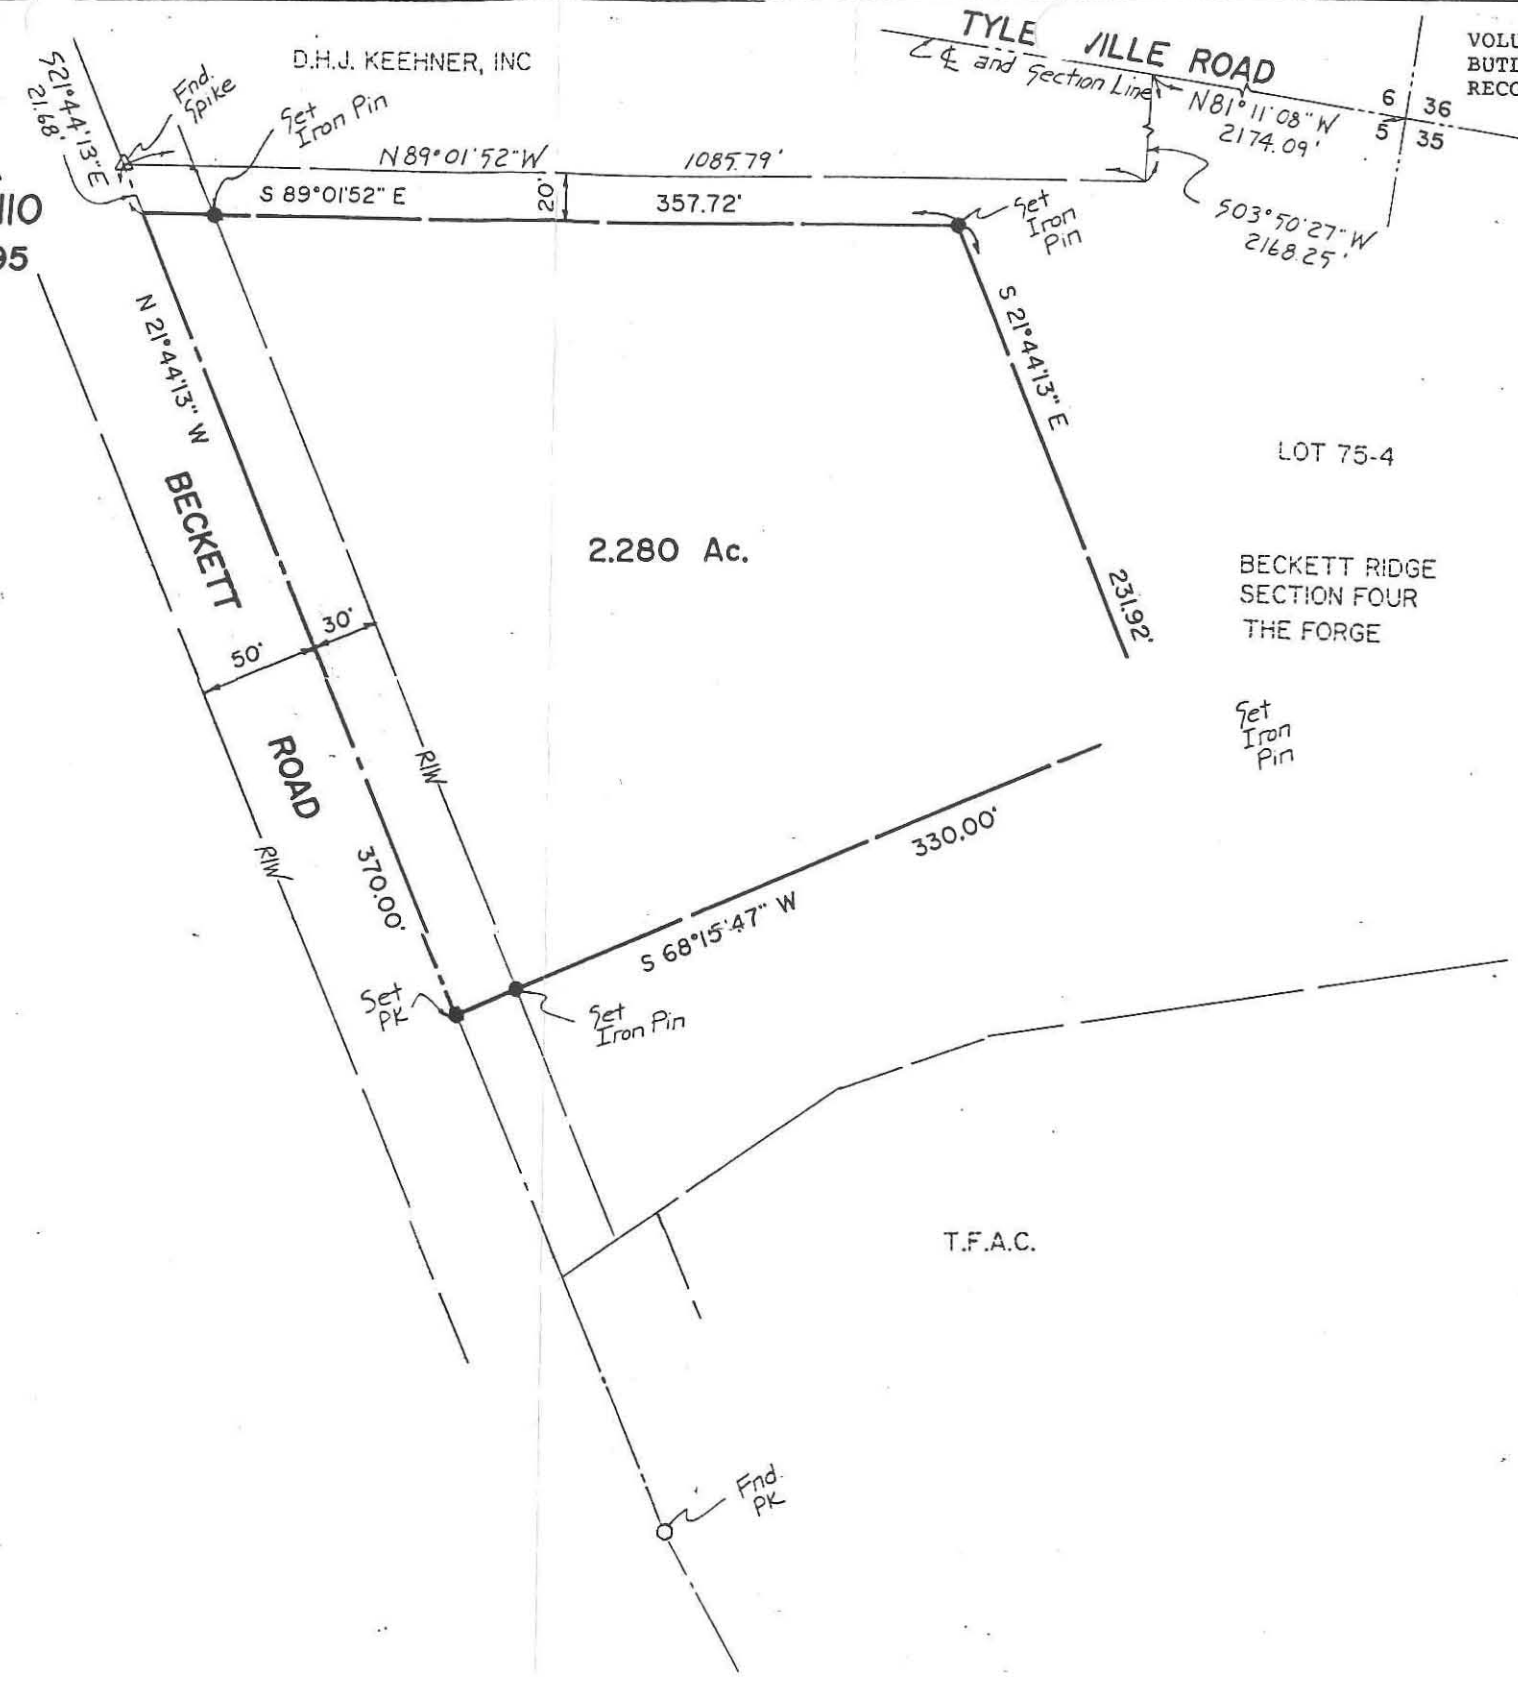 TYLE VILLE ROAD
℄ and Section Line
N81°11'08"W
2174.09'
6 36
5 35
S03°50'27"W
2168.25'
D.H.J. KEEHNER, INC
S21°44'13"E
21.68'
Fnd.
Spike
Set
Iron Pin
N89°01'52"W 1085.79'
S 89°01'52" E 20' 357.72'
110
95
Set
Iron
Pin
N 21°44'13" W
S 21°44'13" E
231.92'
LOT 75-4
2.280 Ac.
BECKETT RIDGE
SECTION FOUR
THE FORGE
BECKETT
ROAD
50' 30'
R/W
R/W
370.00'
Set
Iron
Pin
330.00'
S 68°15'47" W
Set
PK
Set
Iron Pin
T.F.A.C.
Fnd.
PK